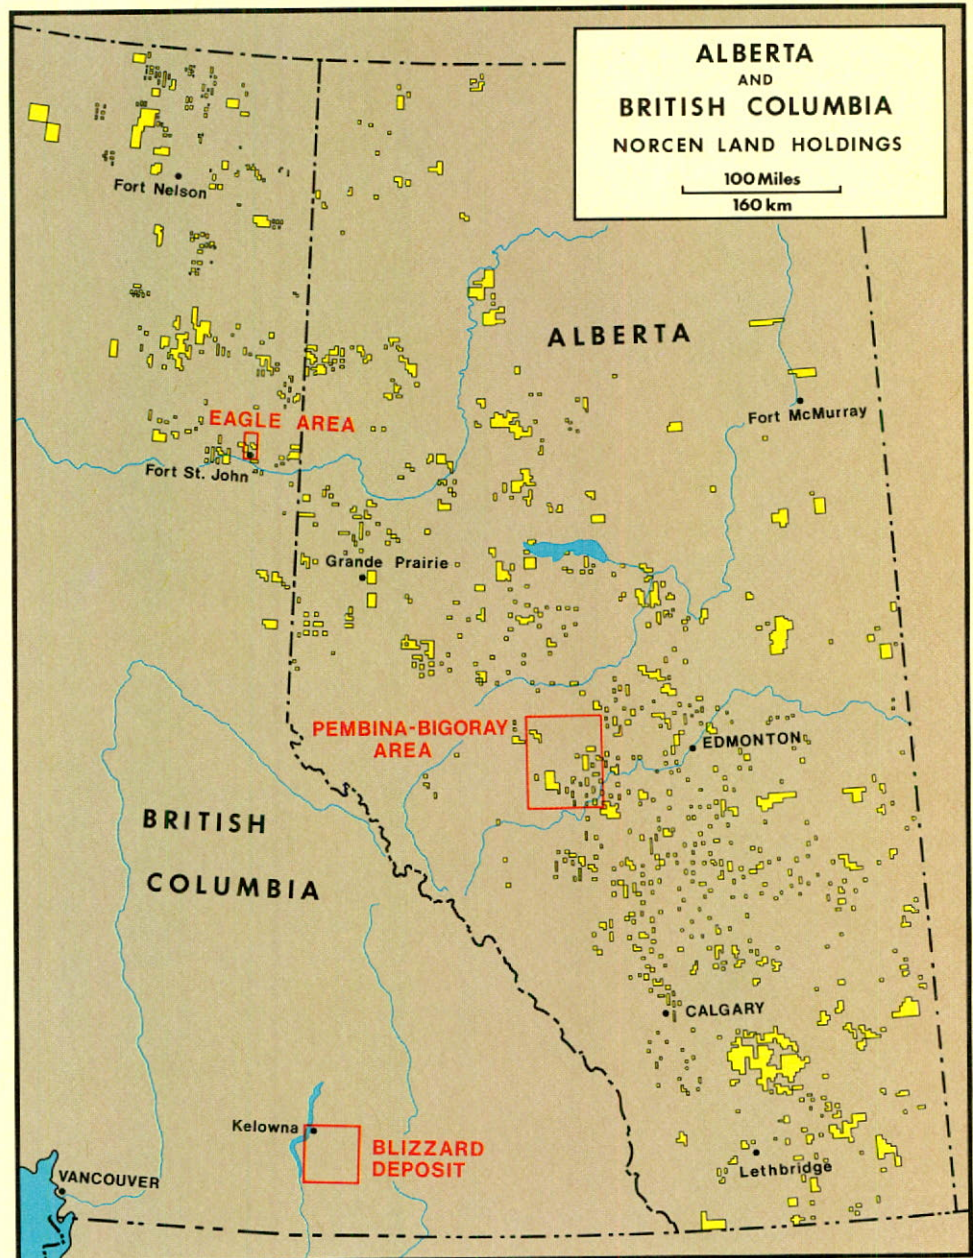 ALBERTA
AND
BRITISH COLUMBIA
NORCEN LAND HOLDINGS
100 Miles
160 km
Fort Nelson
ALBERTA
Fort McMurray
EAGLE AREA
Fort St. John
Grande Prairie
PEMBINA-BIGORAY
AREA
EDMONTON
BRITISH
COLUMBIA
CALGARY
Kelowna
BLIZZARD
DEPOSIT
Lethbridge
VANCOUVER